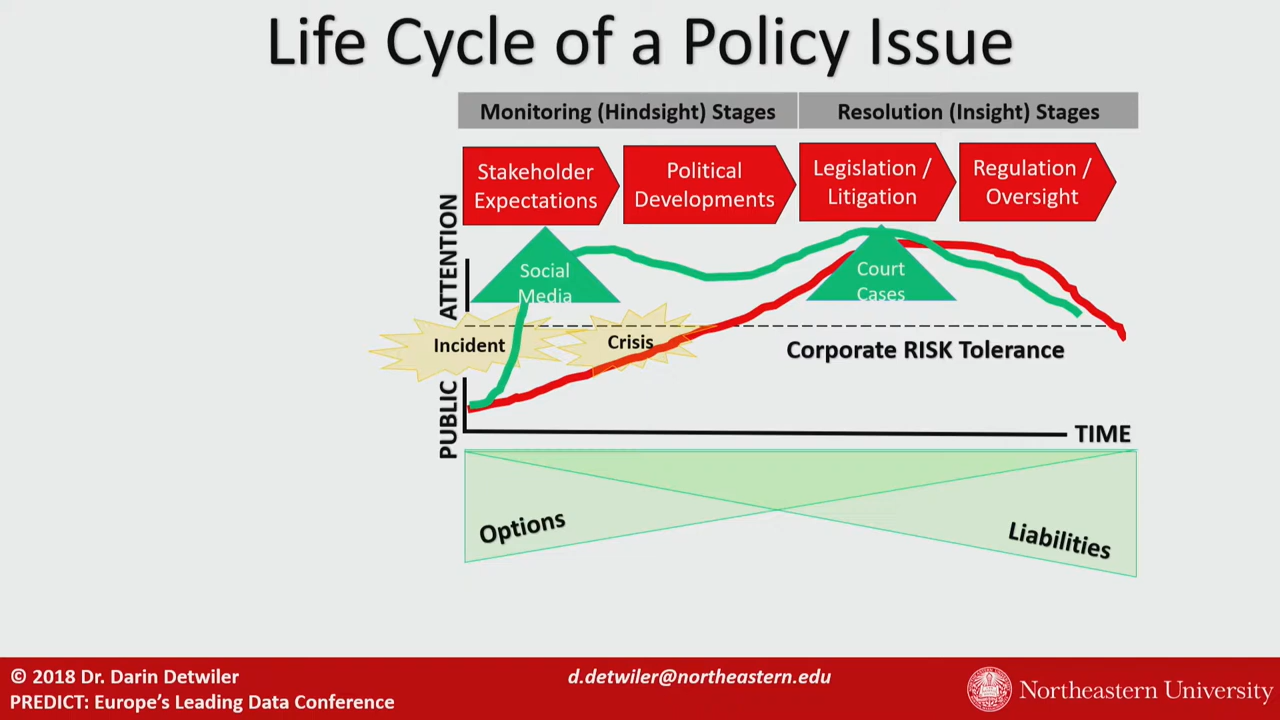 Life Cycle of a Policy Issue
Monitoring (Hindsight) Stages
Resolution (Insight) Stages
Stakeholder
Expectations
Political
Developments
Legislation /
Litigation
Regulation /
Oversight
PUBLIC ATTENTION
Social
Media
Court
Cases
Incident
Crisis
Corporate RISK Tolerance
TIME
Options
Liabilities
© 2018 Dr. Darin Detwiler
PREDICT: Europe's Leading Data Conference
d.detwiler@northeastern.edu
Northeastern University